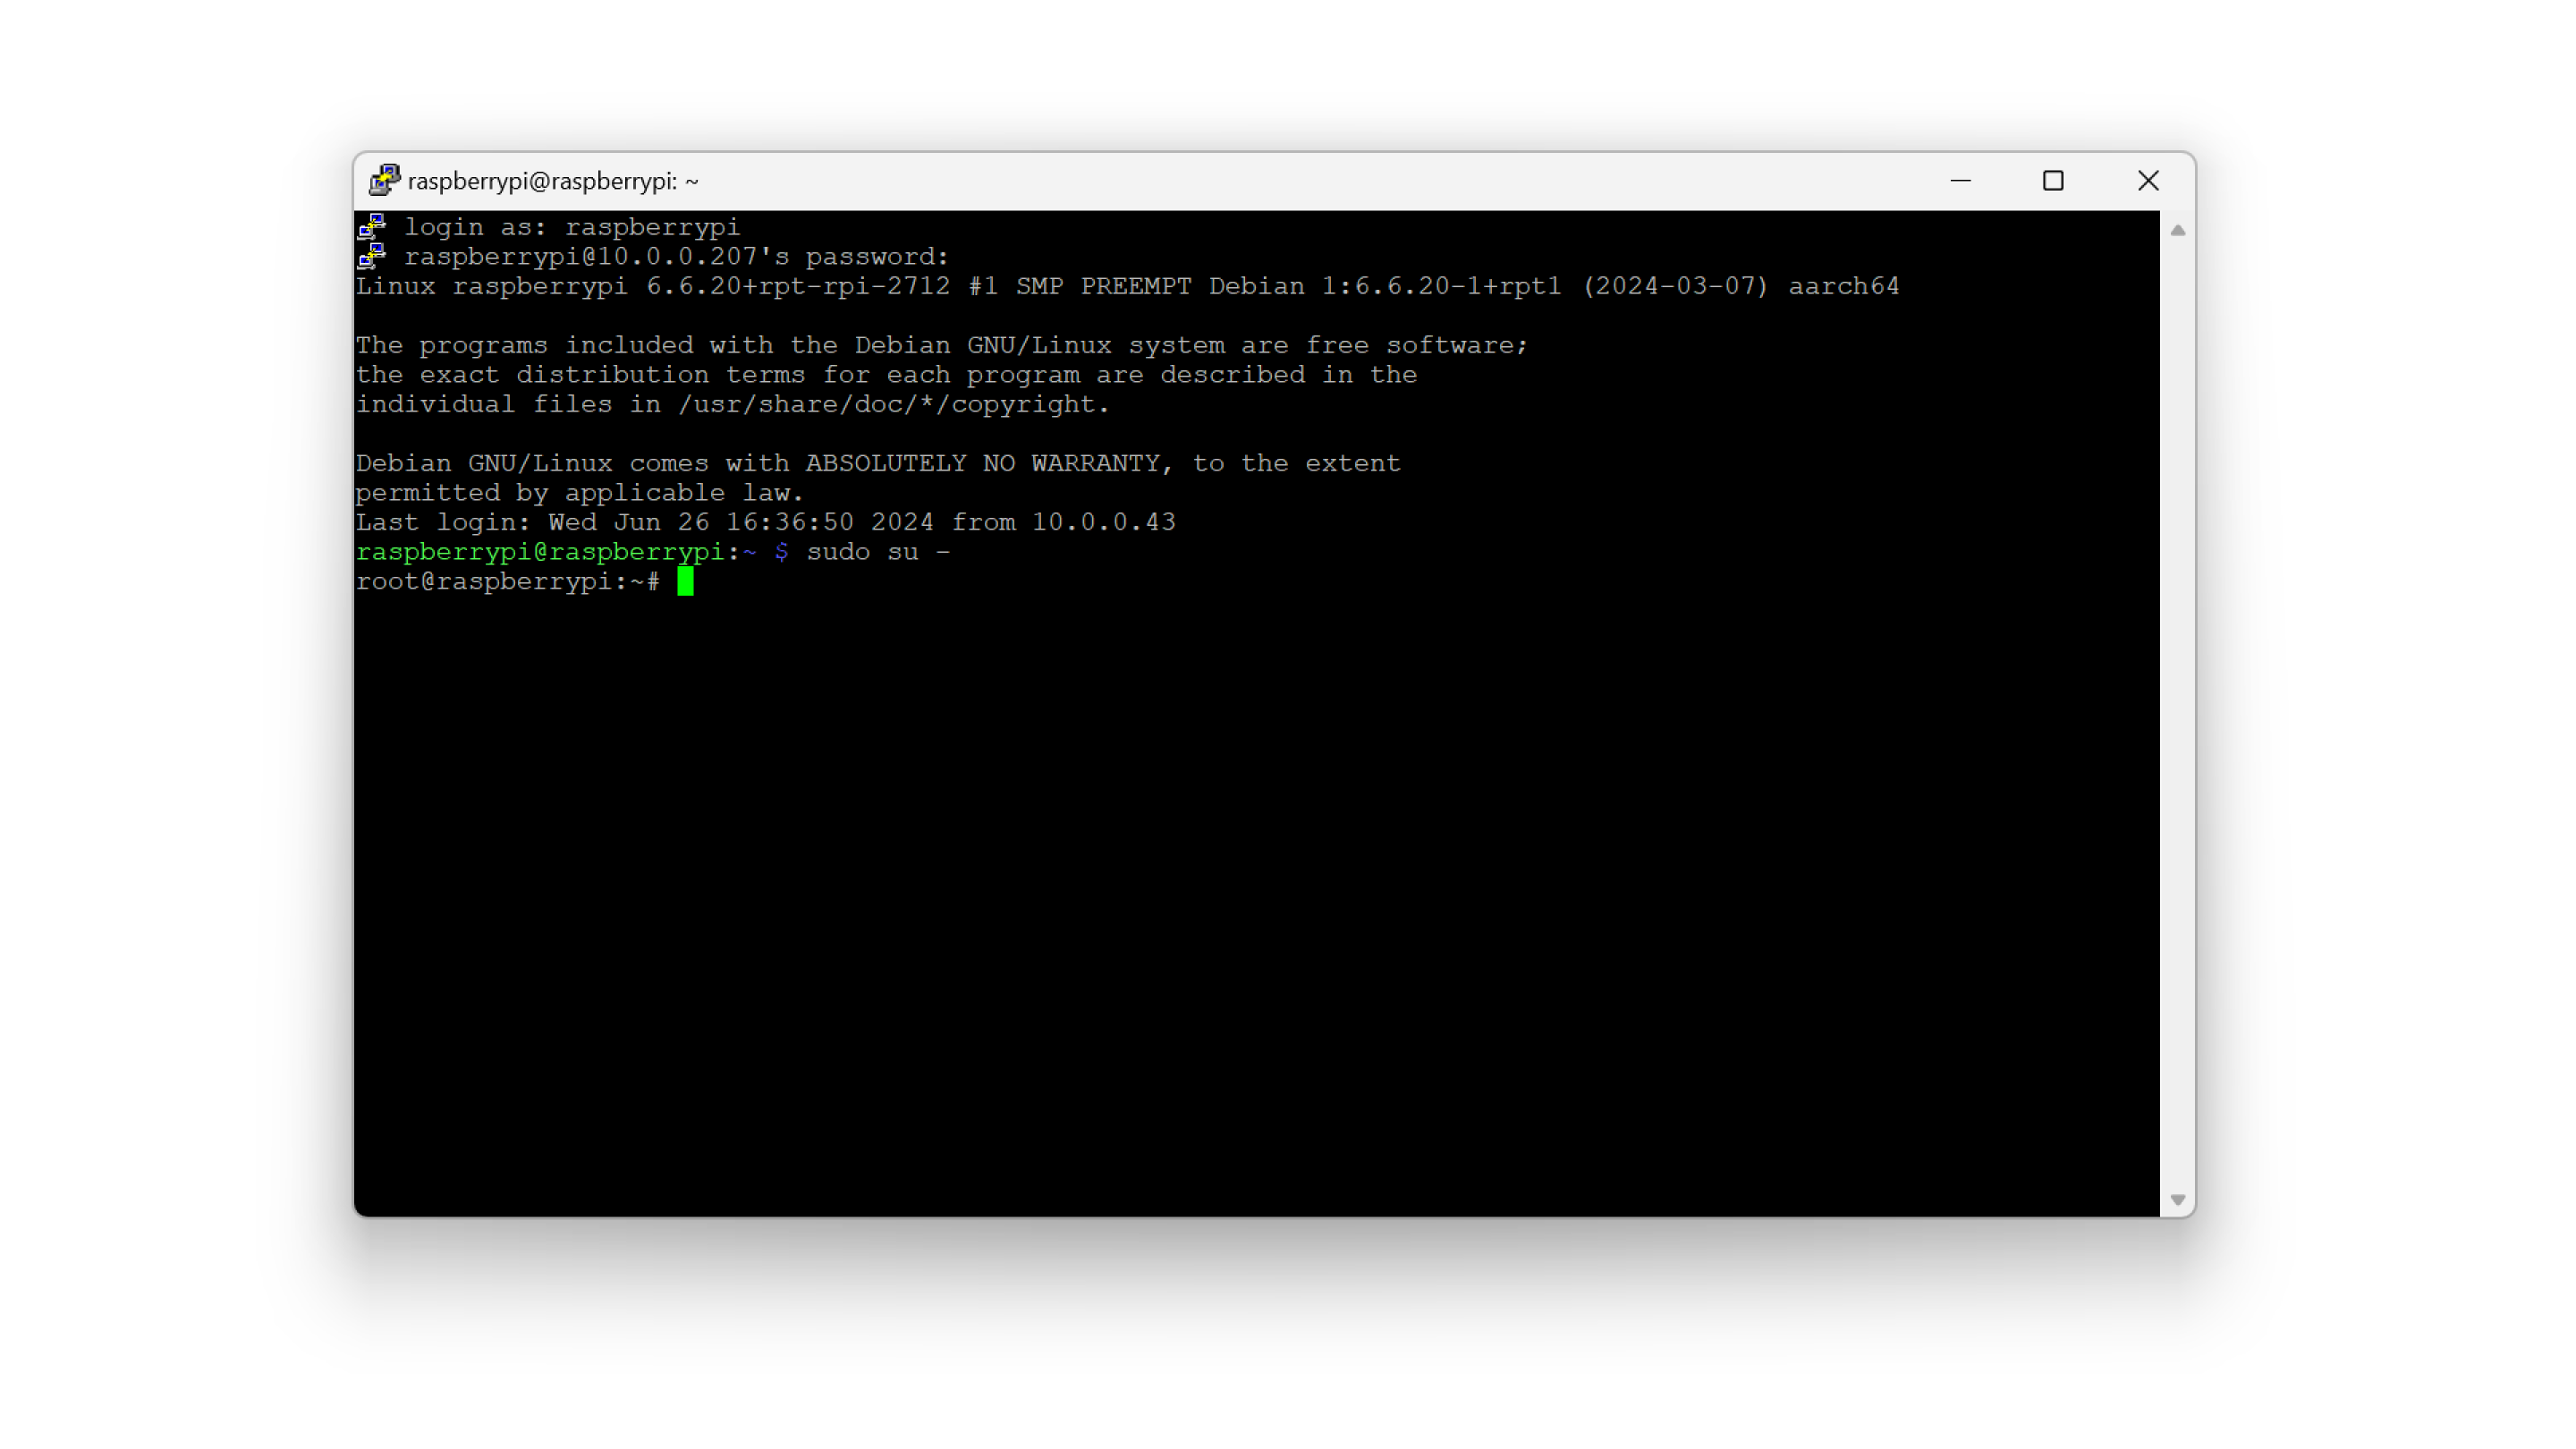 raspberrypi@raspberrypi: ~
login as: raspberrypi
raspberrypi@10.0.0.207's password:
Linux raspberrypi 6.6.20+rpt-rpi-2712 #1 SMP PREEMPT Debian 1:6.6.20-1+rpt1 (2024-03-07) aarch64
The programs included with the Debian GNU/Linux system are free software;
the exact distribution terms for each program are described in the
individual files in /usr/share/doc/*/copyright.
Debian GNU/Linux comes with ABSOLUTELY NO WARRANTY, to the extent
permitted by applicable law.
Last login: Wed Jun 26 16:36:50 2024 from 10.0.0.43
raspberrypi@raspberrypi:~ $ sudo su -
root@raspberrypi:~#